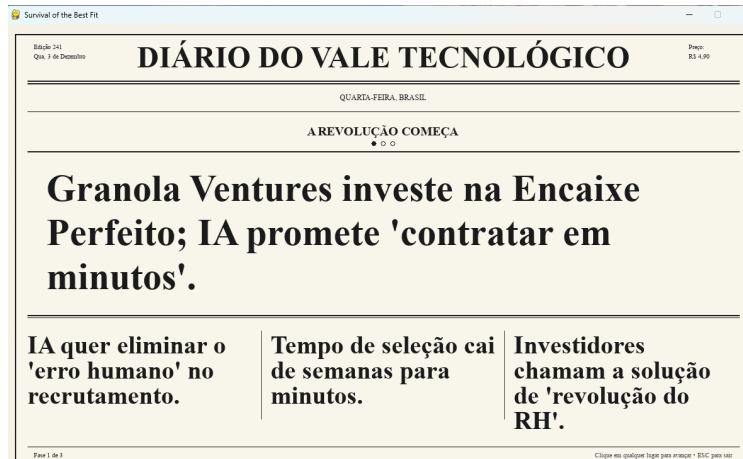 Survival of the Best Fit
Edição 241
Qua, 3 de Dezembro
DIÁRIO DO VALE TECNOLÓGICO
Preço:
R$ 4,90
QUARTA-FEIRA, BRASIL
A REVOLUÇÃO COMEÇA
Granola Ventures investe na Encaixe
Perfeito; IA promete 'contratar em
minutos'.
IA quer eliminar o
'erro humano' no
recrutamento.
Tempo de seleção cai
de semanas para
minutos.
Investidores
chamam a solução
de 'revolução do
RH'.
Fase 1 de 3
Clique em qualquer lugar para avançar • ESC para sair